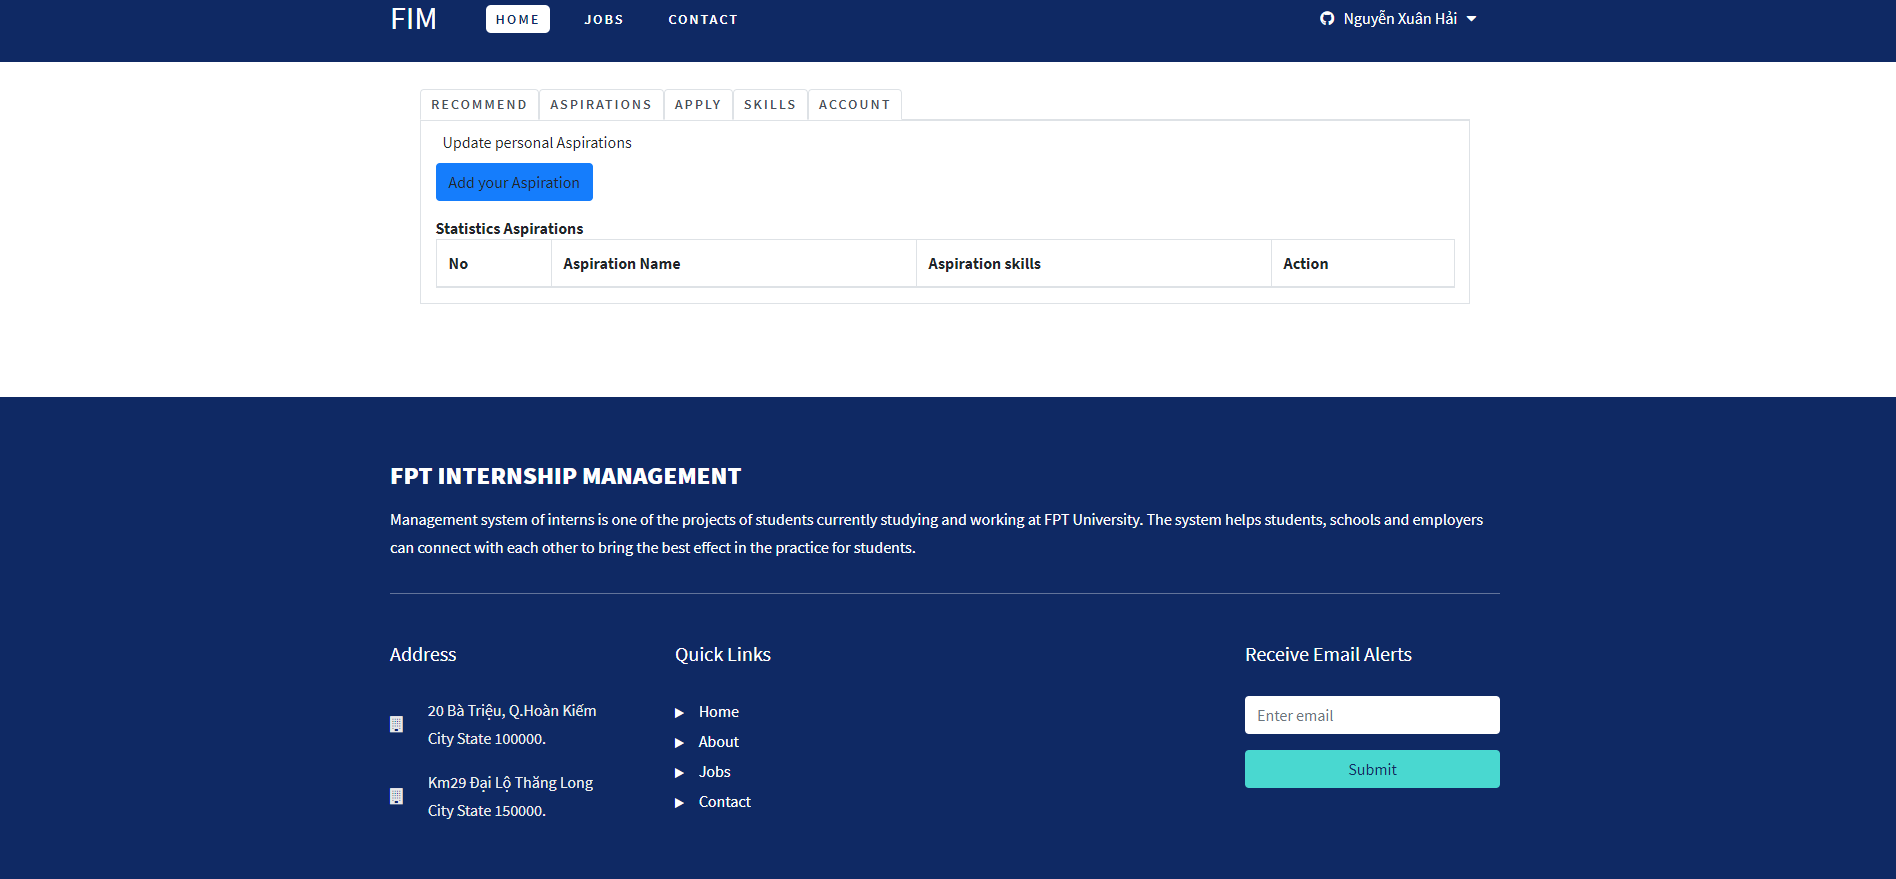 FIM
HOME
JOBS
CONTACT
Nguyễn Xuân Hải
RECOMMEND
ASPIRATIONS
APPLY
SKILLS
ACCOUNT
Update personal Aspirations
Add your Aspiration
Statistics Aspirations
No
Aspiration Name
Aspiration skills
Action
FPT INTERNSHIP MANAGEMENT
Management system of interns is one of the projects of students currently studying and working at FPT University. The system helps students, schools and employers
can connect with each other to bring the best effect in the practice for students.
Address
20 Bà Triệu, Q.Hoàn Kiếm
City State 100000.
Km29 Đại Lộ Thăng Long
City State 150000.
Quick Links
Home
About
Jobs
Contact
Receive Email Alerts
Enter email
Submit